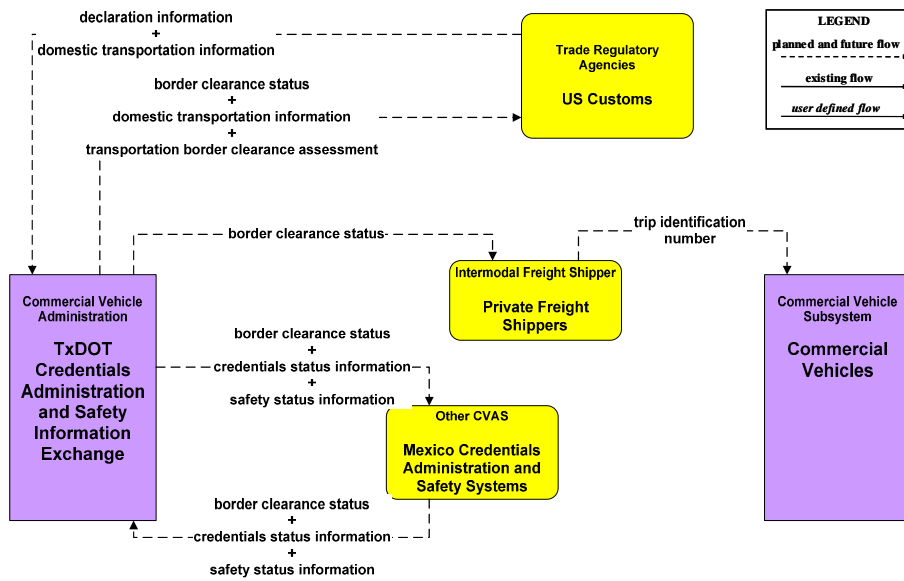 declaration information
+
domestic transportation information
border clearance status
+
domestic transportation information
+
transportation border clearance assessment
Trade Regulatory
Agencies
US Customs
LEGEND
planned and future flow
existing flow
user defined flow
border clearance status
trip identification
number
Intermodal Freight Shipper
Private Freight
Shippers
Commercial Vehicle
Administration
TxDOT
Credentials
Administration
and Safety
Information
Exchange
Commercial Vehicle
Subsystem
Commercial
Vehicles
border clearance status
+
credentials status information
+
safety status information
Other CVAS
Mexico Credentials
Administration and
Safety Systems
border clearance status
+
credentials status information
+
safety status information